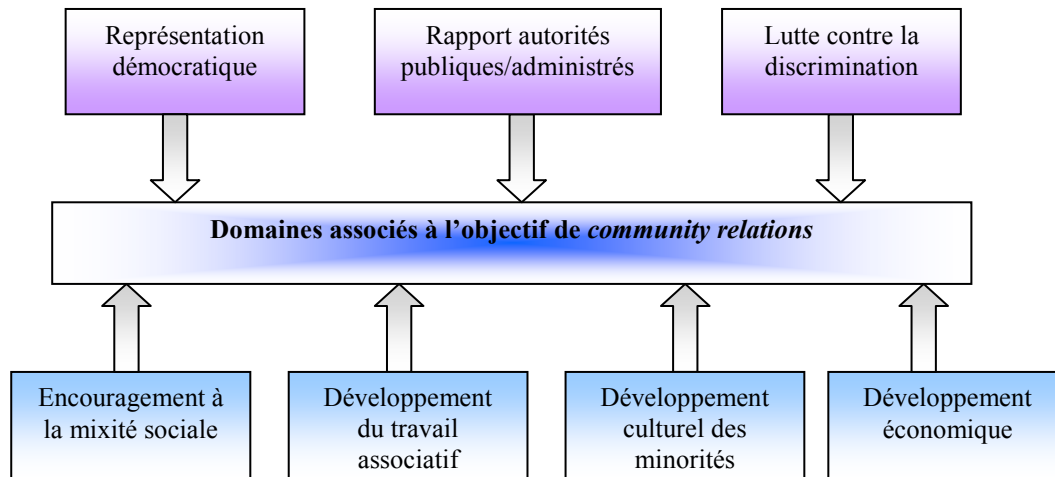 Représentation
démocratique
Rapport autorités
publiques/administrés
Lutte contre la
discrimination
Domaines associés à l’objectif de community relations
Encouragement à
la mixité sociale
Développement
du travail
associatif
Développement
culturel des
minorités
Développement
économique